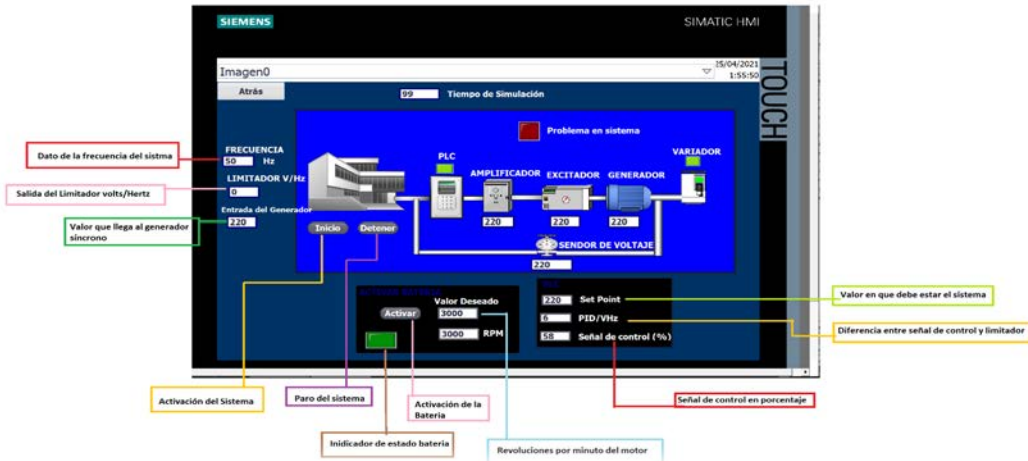 SIEMENS
SIMATIC HMI
TOUCH
Imagen0
25/04/2021
1:55:50
Atrás
99 Tiempo de Simulación
Problema en sistema
FRECUENCIA
50 Hz
LIMITADOR V/Hz
0
Entrada del Generador
220
PLC
AMPLIFICADOR
EXCITADOR
GENERADOR
VARIADOR
220
220
220
Inicio
Detener
SENDOR DE VOLTAJE
220
Valor Deseado
Activar
3000
3000 RPM
220 Set Point
6 PID/VHz
58 Señal de control (%)
Dato de la frecuencia del sistma
Salida del Limitador volts/Hertz
Valor que llega al generador
síncrono
Activación del Sistema
Paro del sistema
Activación de la
Bateria
Inidicador de estado bateria
Revoluciones por minuto del motor
Valor en que debe estar el sistema
Diferencia entre señal de control y limitador
Señal de control en porcentaje